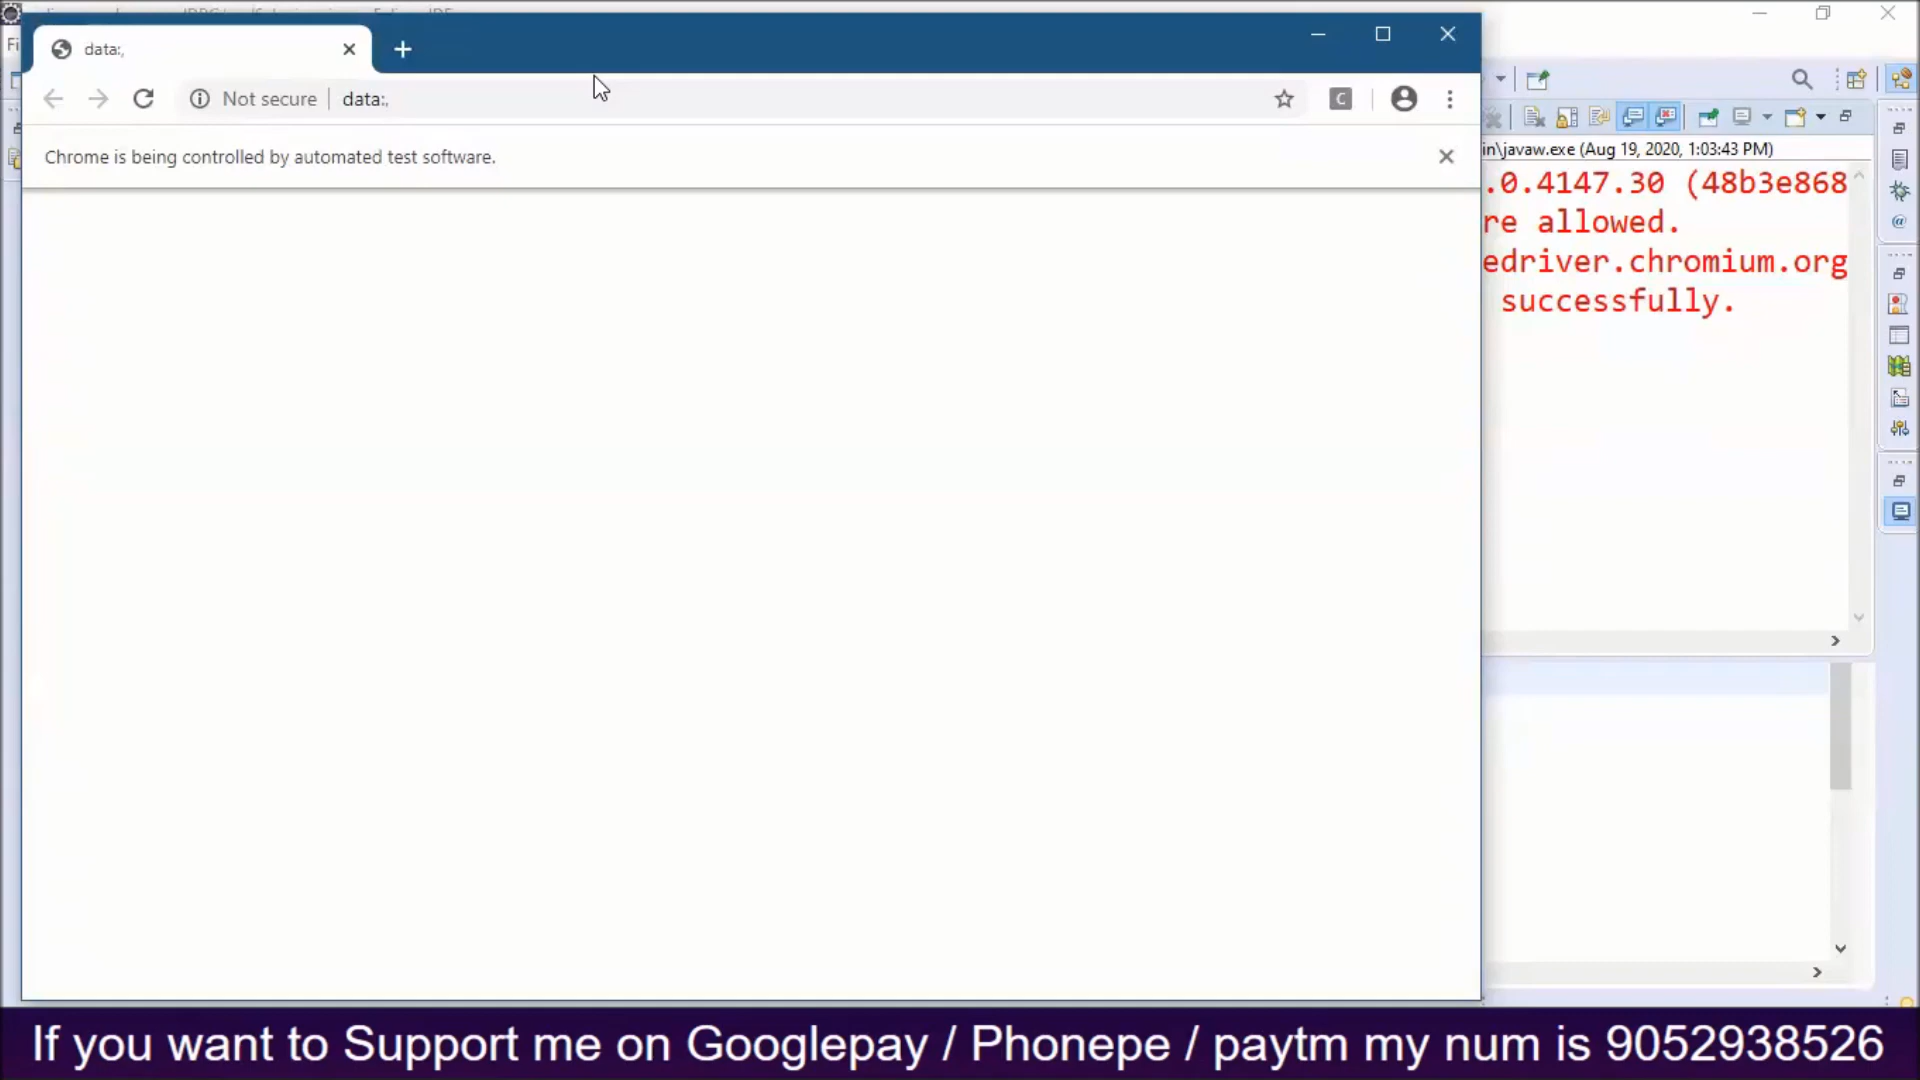 data:,
Not secure
data:,
C
Chrome is being controlled by automated test software.
in\javaw.exe (Aug 19, 2020, 1:03:43 PM)
.0.4147.30 (48b3e868
re allowed.
edriver.chromium.org
successfully.
If you want to Support me on Googlepay / Phonepe / paytm my num is 9052938526